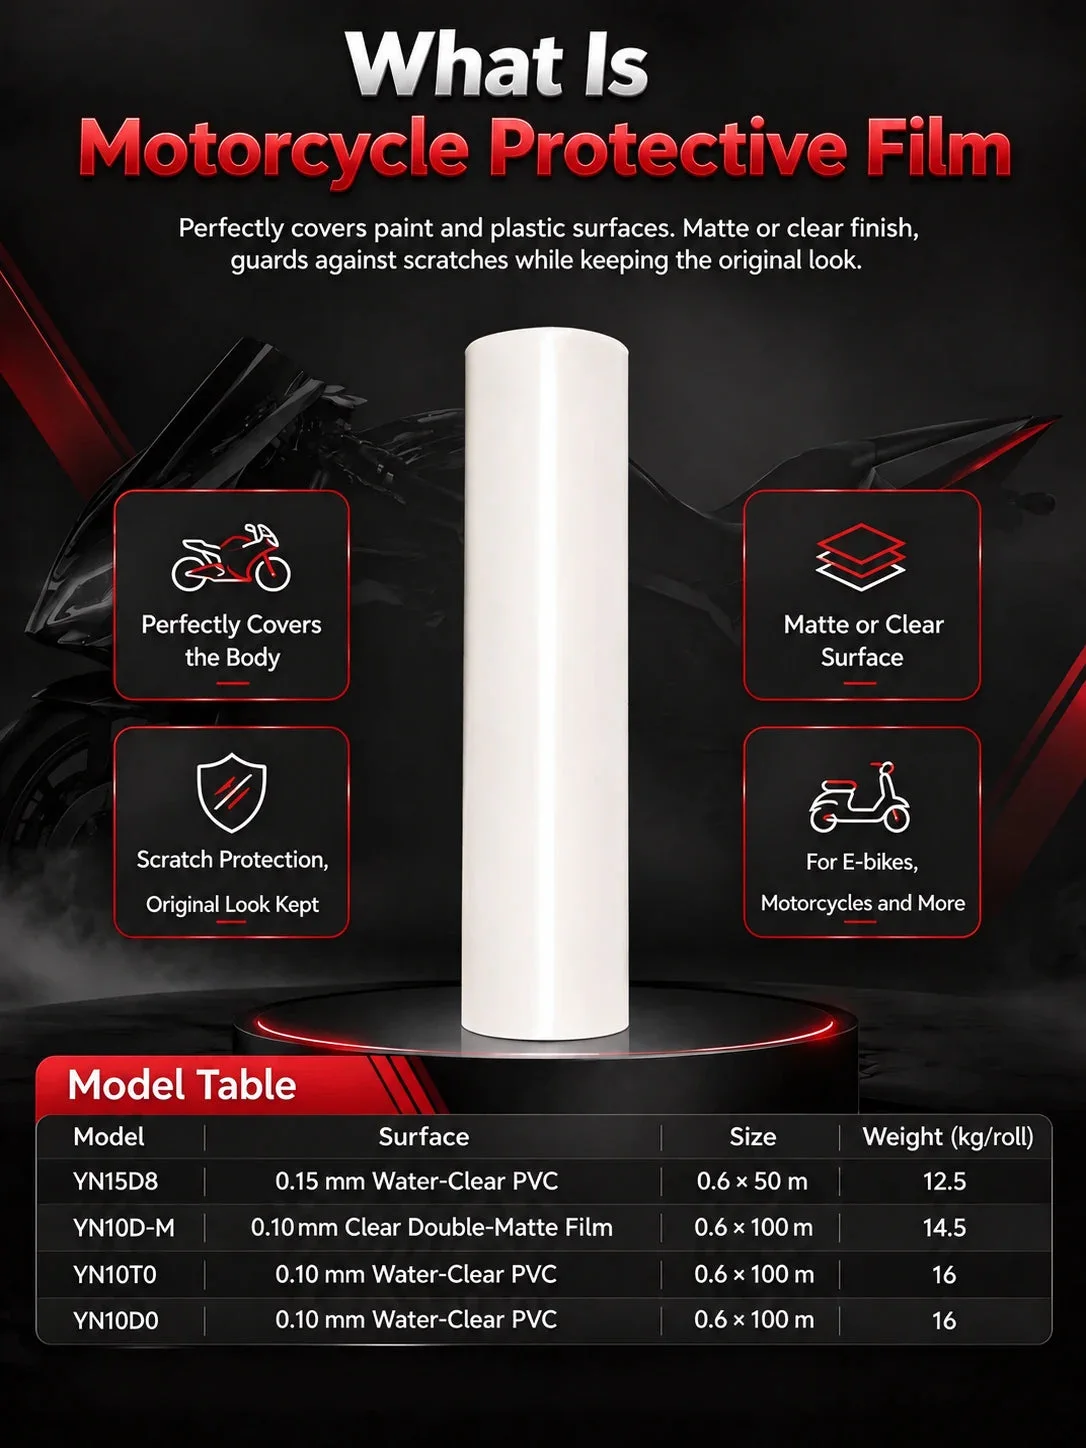 What Is
Motorcycle Protective Film
Perfectly covers paint and plastic surfaces. Matte or clear finish,
guards against scratches while keeping the original look.
Perfectly Covers
the Body
Matte or Clear
Surface
Scratch Protection,
Original Look Kept
For E-bikes,
Motorcycles and More
Model Table
Model Surface Size Weight (kg/roll)
YN15D8 0.15 mm Water-Clear PVC 0.6 × 50 m 12.5
YN10D-M 0.10 mm Clear Double-Matte Film 0.6 × 100 m 14.5
YN10T0 0.10 mm Water-Clear PVC 0.6 × 100 m 16
YN10D0 0.10 mm Water-Clear PVC 0.6 × 100 m 16